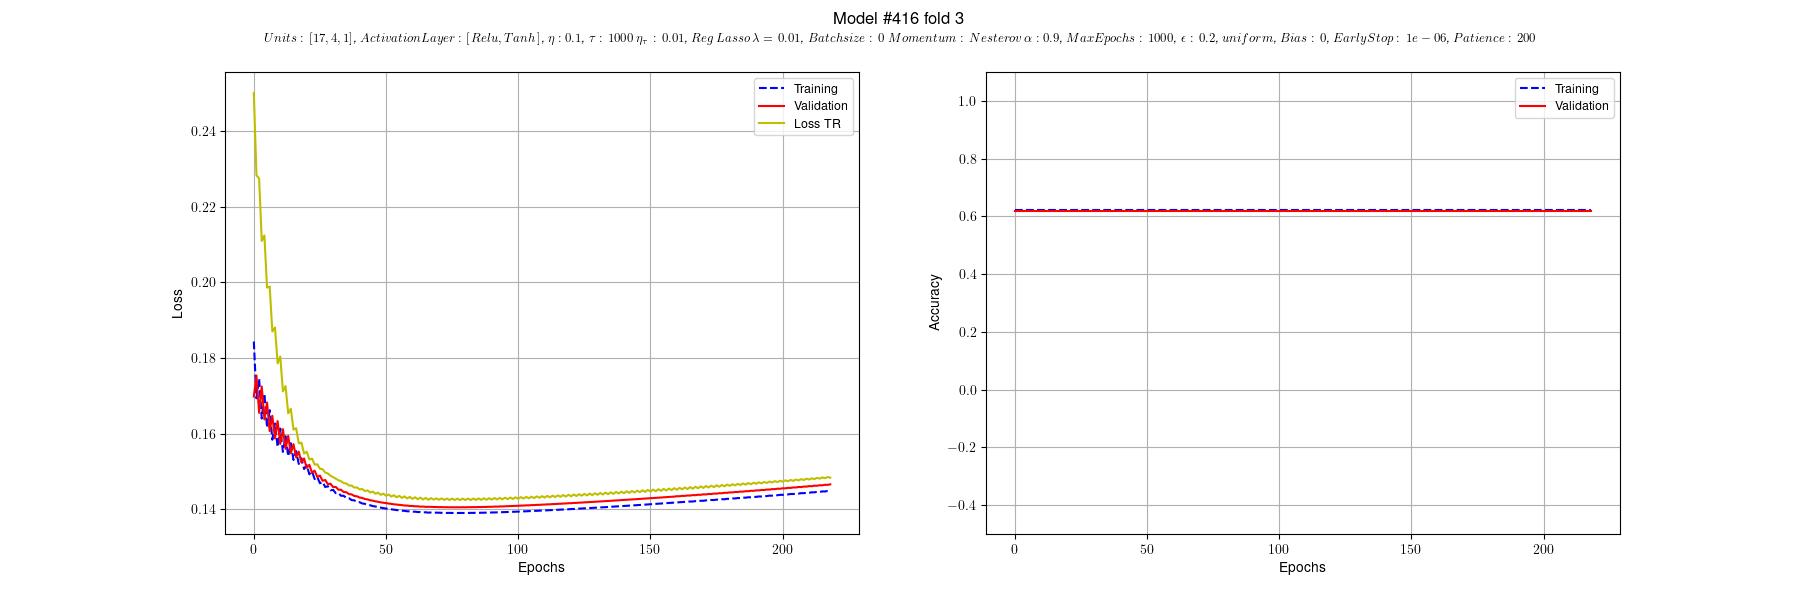 Model #416 fold 3
Units : [17, 4, 1], ActivationLayer : [Relu, Tanh], η : 0.1, τ : 1000 ητ : 0.01, Reg Lasso λ = 0.01, Batchsize : 0 Momentum : Nesterov α : 0.9, MaxEpochs : 1000, ϵ : 0.2, uniform, Bias : 0, EarlyStop : 1e − 06, Patience : 200
Training
Validation
Loss TR
0.24
0.22
0.20
0.18
0.16
0.14
Loss
0
50
100
150
200
Epochs
Training
Validation
1.0
0.8
0.6
0.4
0.2
0.0
−0.2
−0.4
Accuracy
0
50
100
150
200
Epochs